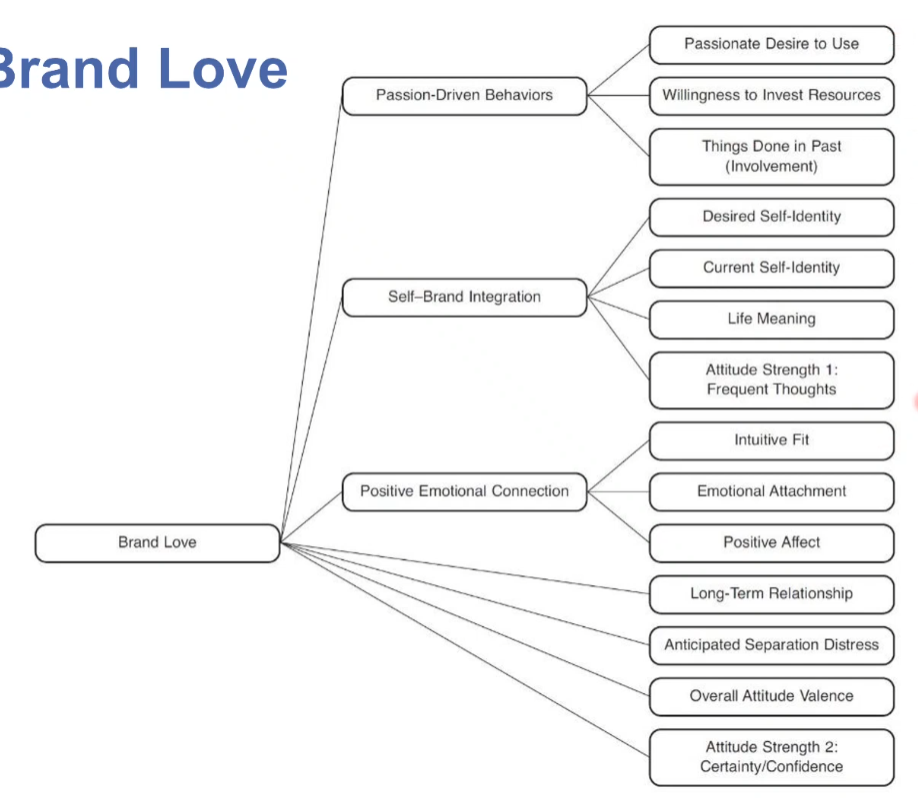 Brand Love
Passionate Desire to Use
Passion-Driven Behaviors
Willingness to Invest Resources
Things Done in Past
(Involvement)
Desired Self-Identity
Current Self-Identity
Self–Brand Integration
Life Meaning
Attitude Strength 1:
Frequent Thoughts
Intuitive Fit
Positive Emotional Connection
Emotional Attachment
Brand Love
Positive Affect
Long-Term Relationship
Anticipated Separation Distress
Overall Attitude Valence
Attitude Strength 2:
Certainty/Confidence